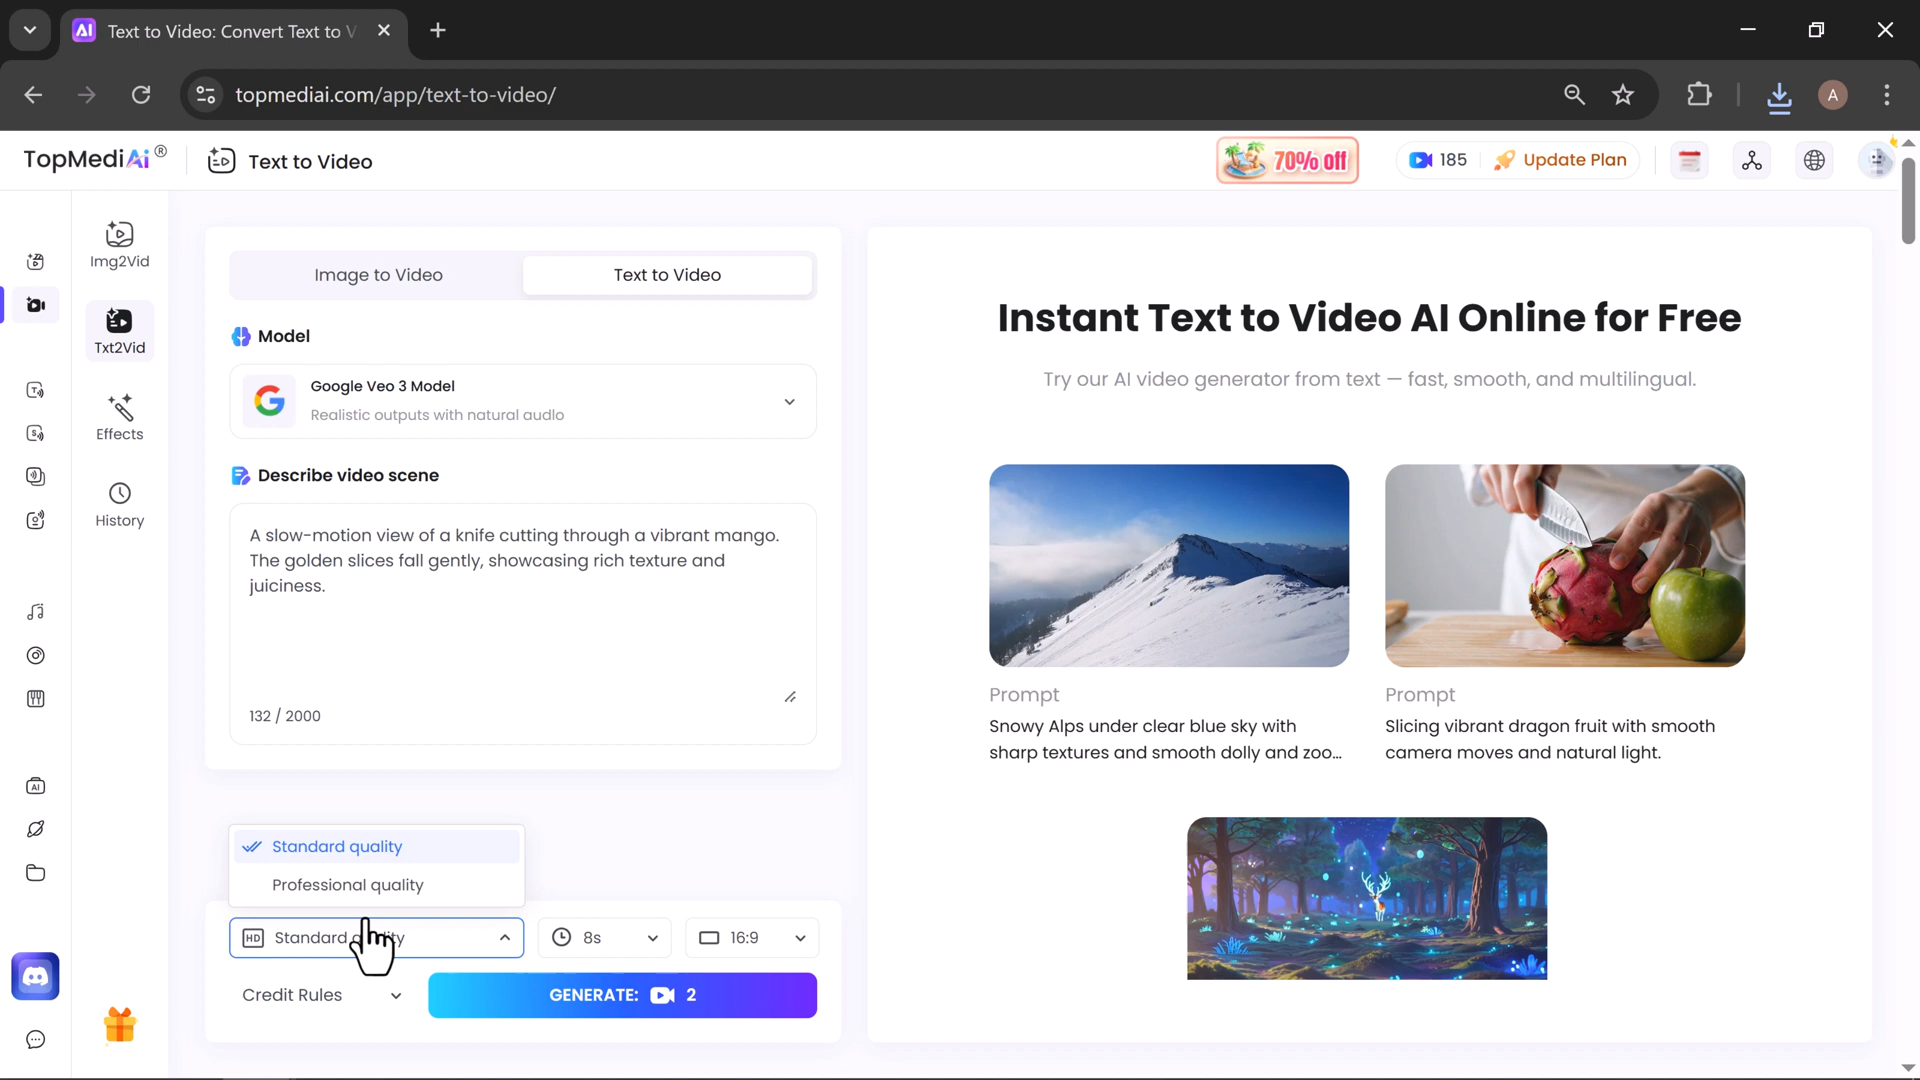 Text to Video: Convert Text to V
topmediai.com/app/text-to-video/
A
TopMediAi®
Text to Video
70% off
185
Update Plan
Img2Vid
Txt2Vid
Effects
History
Image to Video
Text to Video
Model
Google Veo 3 Model
Realistic outputs with natural audio
Describe video scene
A slow-motion view of a knife cutting through a vibrant mango.
The golden slices fall gently, showcasing rich texture and
juiciness.
132 / 2000
Standard quality
Professional quality
HD
8s
16:9
Credit Rules
GENERATE: 2
Instant Text to Video AI Online for Free
Try our AI video generator from text — fast, smooth, and multilingual.
Prompt
Snowy Alps under clear blue sky with
sharp textures and smooth dolly and zoo...
Prompt
Slicing vibrant dragon fruit with smooth
camera moves and natural light.